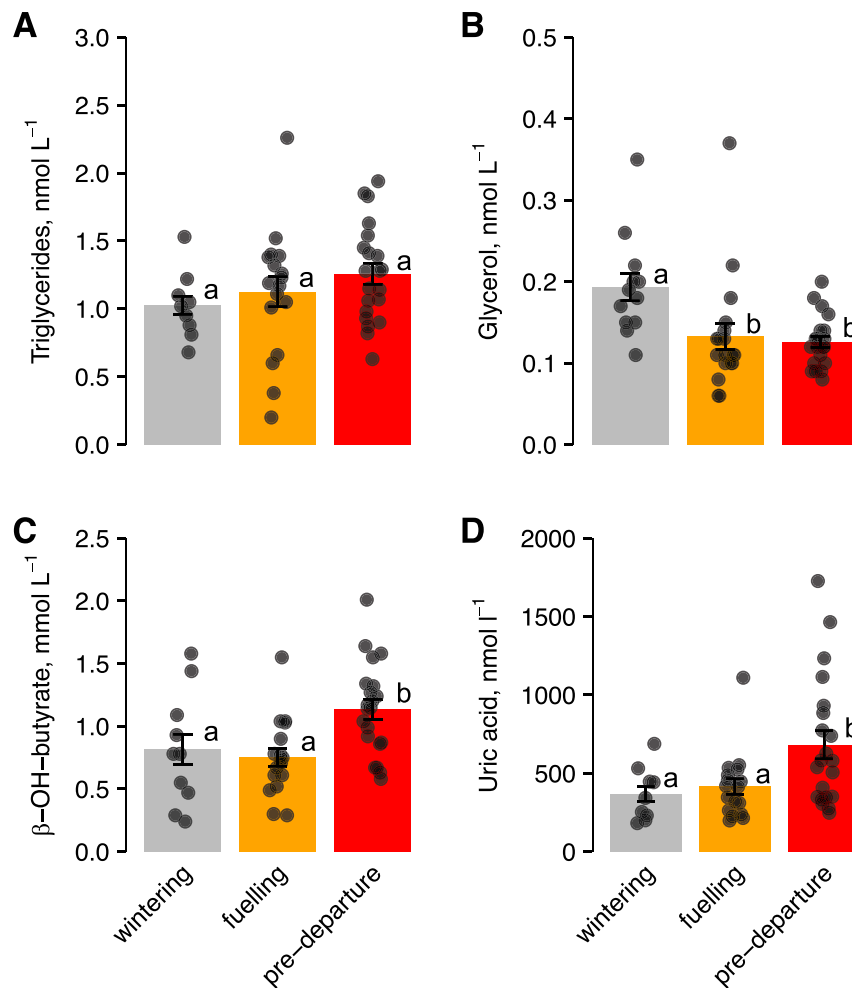 A
Triglycerides, nmol L⁻¹
3.0
2.5
2.0
1.5
1.0
0.5
0.0
a
a
a
B
Glycerol, nmol L⁻¹
0.5
0.4
0.3
0.2
0.1
0.0
a
b
b
C
β−OH−butyrate, mmol L⁻¹
2.5
2.0
1.5
1.0
0.5
0.0
a
a
b
wintering
fuelling
pre−departure
D
Uric acid, nmol l⁻¹
2000
1500
1000
500
0
a
a
b
wintering
fuelling
pre−departure